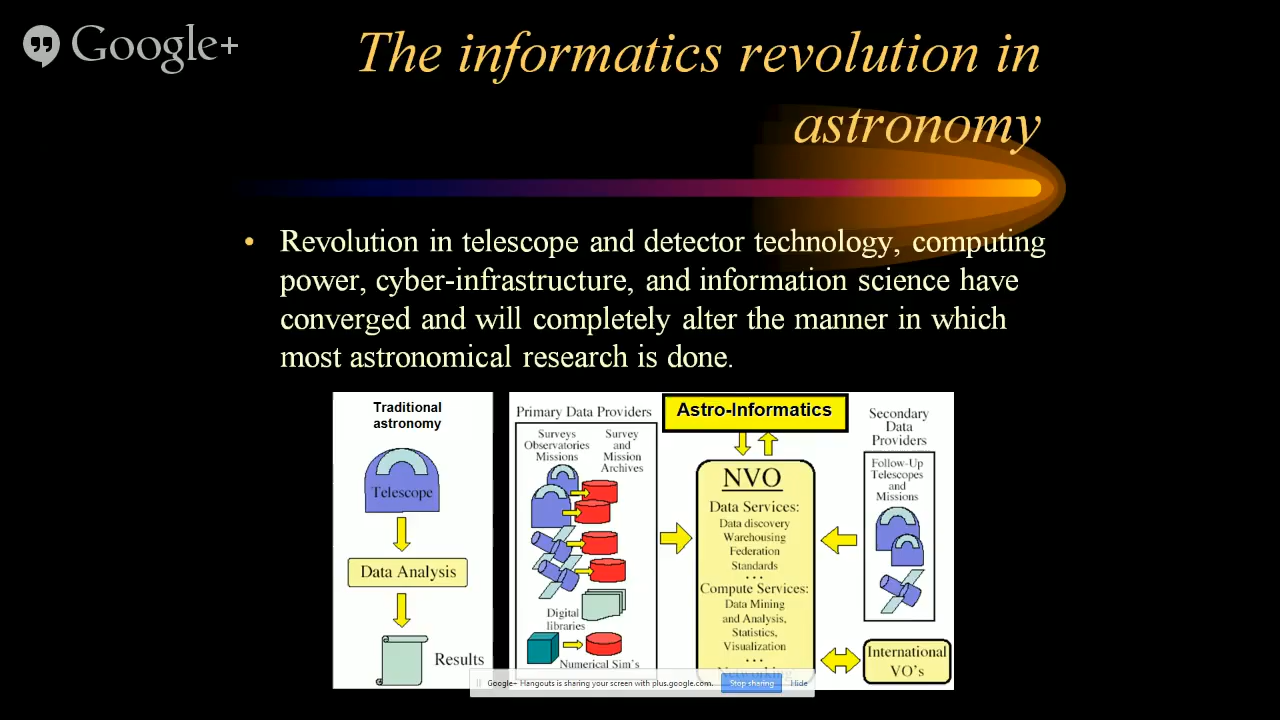 Google+
The informatics revolution in
astronomy
• Revolution in telescope and detector technology, computing
power, cyber-infrastructure, and information science have
converged and will completely alter the manner in which
most astronomical research is done.
Traditional
astronomy
Telescope
Data Analysis
Results
Primary Data Providers
Surveys
Observatories
Missions
Survey
and
Mission
Archives
Digital
libraries
Numerical Sim's
Astro-Informatics
NVO
Data Services:
Data discovery
Warehousing
Federation
Standards
...
Compute Services:
Data Mining
and Analysis,
Statistics,
Visualization
...
Networking
Secondary
Data
Providers
Follow-Up
Telescopes
and
Missions
International
VO's
Google+ Hangouts is sharing your screen with plus.google.com.
Stop sharing
Hide